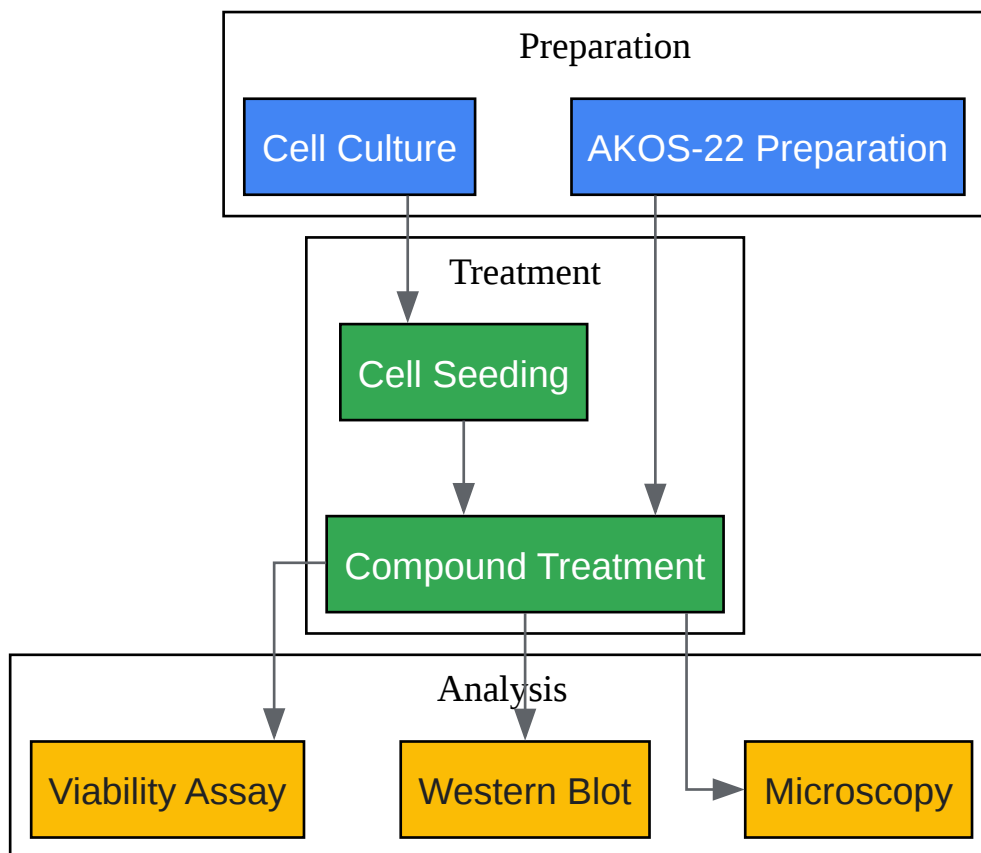 Preparation
Cell Culture
AKOS-22 Preparation
Treatment
Cell Seeding
Compound Treatment
Analysis
Viability Assay
Western Blot
Microscopy